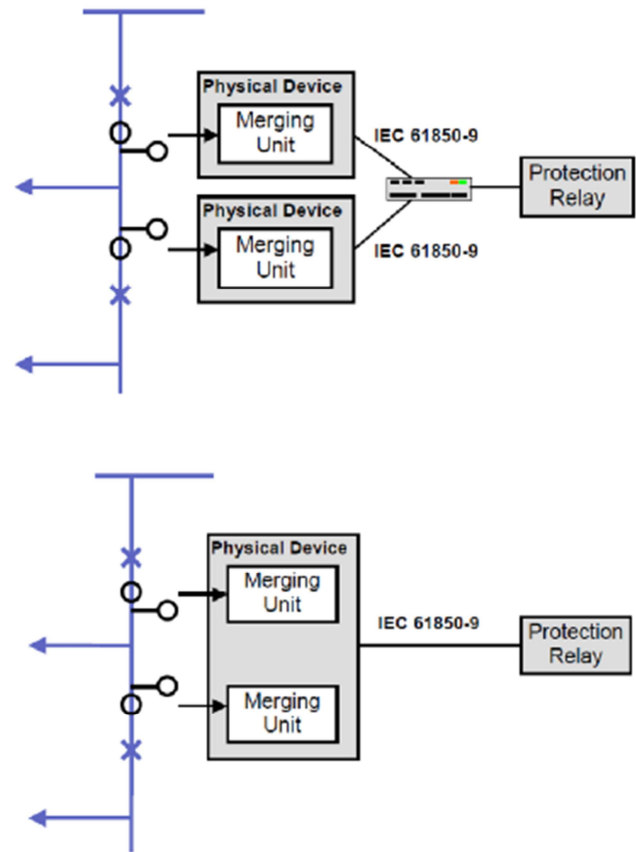 Physical Device
Merging
Unit
IEC 61850-9
Protection
Relay
Physical Device
Merging
Unit
IEC 61850-9
Physical Device
Merging
Unit
IEC 61850-9
Protection
Relay
Merging
Unit